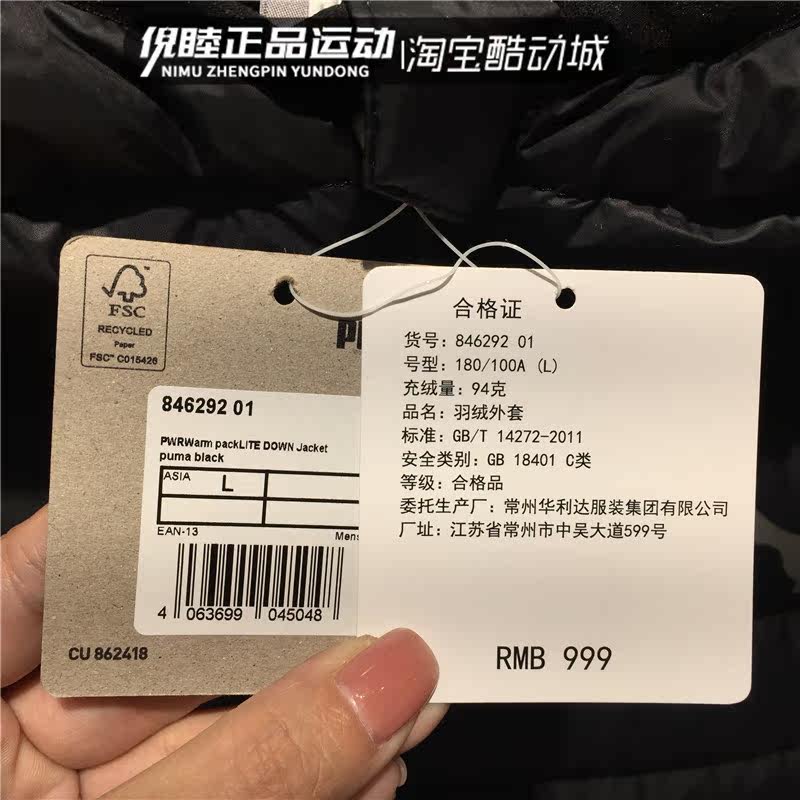 倪睦正品运动
NIMU ZHENGPIN YUNDONG
淘宝酷动城
FSC
RECYCLED
Paper
FSC™ C015426
846292 01
PWRWarm packLITE DOWN Jacket
puma black
ASIA
L
EAN-13
Mens
4 063699 045048
CU 862418
合格证
货号：846292 01
号型：180/100A（L）
充绒量：94克
品名：羽绒外套
标准：GB/T 14272-2011
安全类别：GB 18401 C类
等级：合格品
委托生产厂：常州华利达服装集团有限公司
厂址：江苏省常州市中吴大道599号
RMB 999